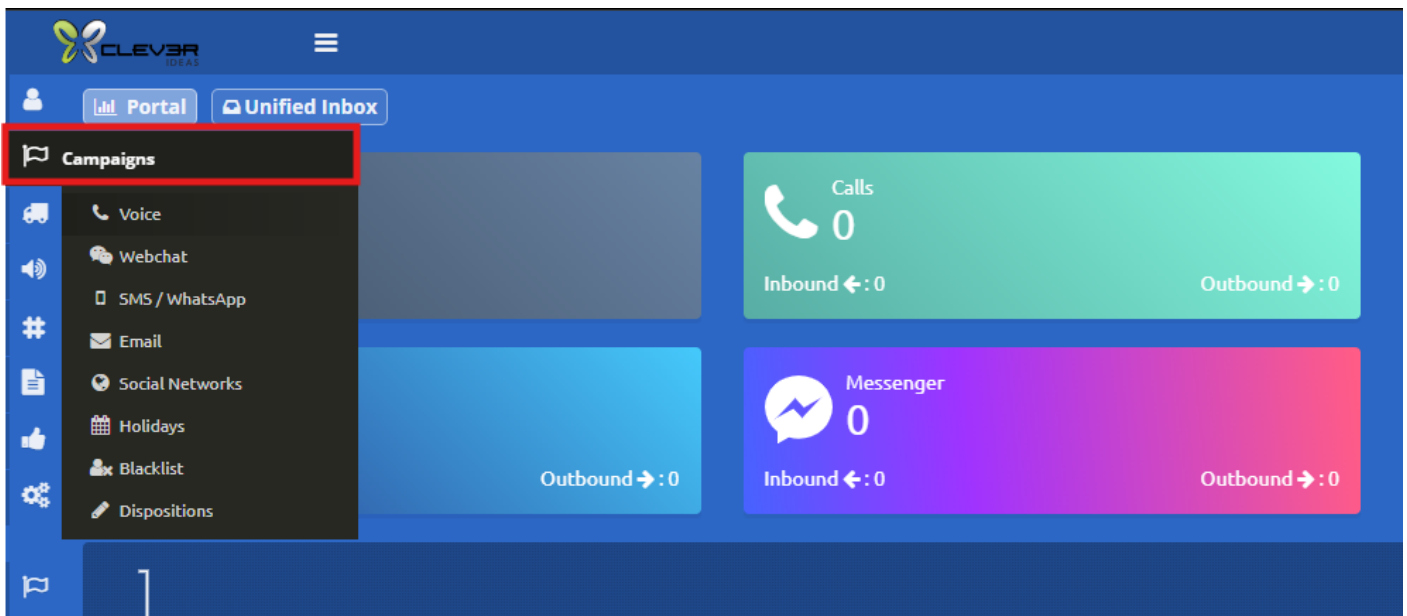 CLEV3R
IDEAS
Portal
Unified Inbox
Campaigns
Voice
Webchat
SMS / WhatsApp
Email
Social Networks
Holidays
Blacklist
Dispositions
Calls
0
Inbound : 0
Outbound : 0
Outbound : 0
Messenger
0
Inbound : 0
Outbound : 0